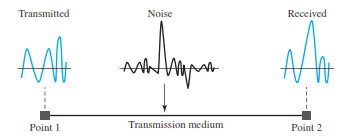 Transmitted Noise Received
Point 1 Transmission medium Point 2